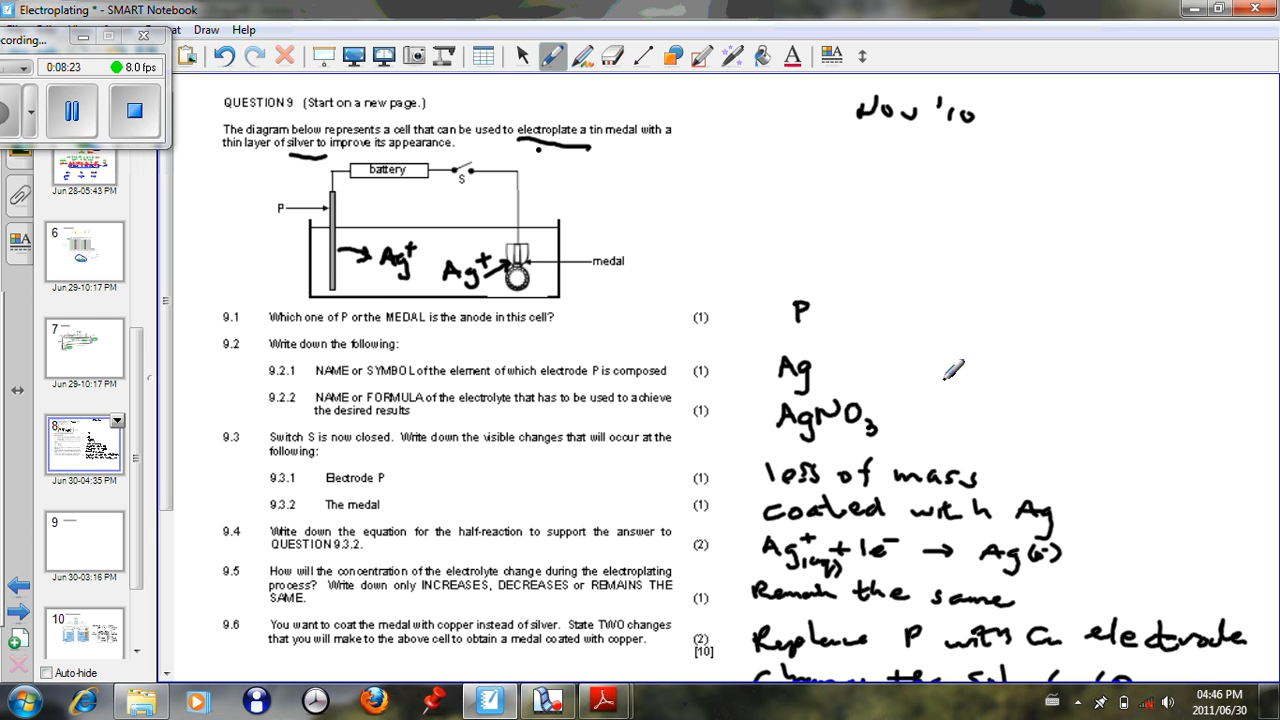 Electroplating * - SMART Notebook
cording...
at Draw Help
0:08:23 8.0 fps
Nov '10
QUESTION 9 (Start on a new page.)
The diagram below represents a cell that can be used to electroplate a tin medal with a
thin layer of silver to improve its appearance.
battery
S
P
Ag+
Ag+
medal
9.1 Which one of P or the MEDAL is the anode in this cell? (1) P
9.2 Write down the following:
9.2.1 NAME or SYMBOL of the element of which electrode P is composed (1) Ag
9.2.2 NAME or FORMULA of the electrolyte that has to be used to achieve
the desired results (1) AgNO3
9.3 Switch S is now closed. Write down the visible changes that will occur at the
following:
9.3.1 Electrode P (1) less of mass
9.3.2 The medal (1) coated with Ag
9.4 Write down the equation for the half-reaction to support the answer to
QUESTION 9.3.2. (2) Ag+(aq) + 1e- → Ag(s)
9.5 How will the concentration of the electrolyte change during the electroplating
process? Write down only INCREASES, DECREASES or REMAINS THE
SAME. (1) Remain the same
9.6 You want to coat the medal with copper instead of silver. State TWO changes
that you will make to the above cell to obtain a medal coated with copper. (2) Replace P with Cu electrode
[10]
Jun 28-05:43 PM
6
Jun 29-10:17 PM
7
Jun 29-10:17 PM
8
Jun 30-04:35 PM
9
Jun 30-03:16 PM
10
Auto-hide
04:46 PM
2011/06/30